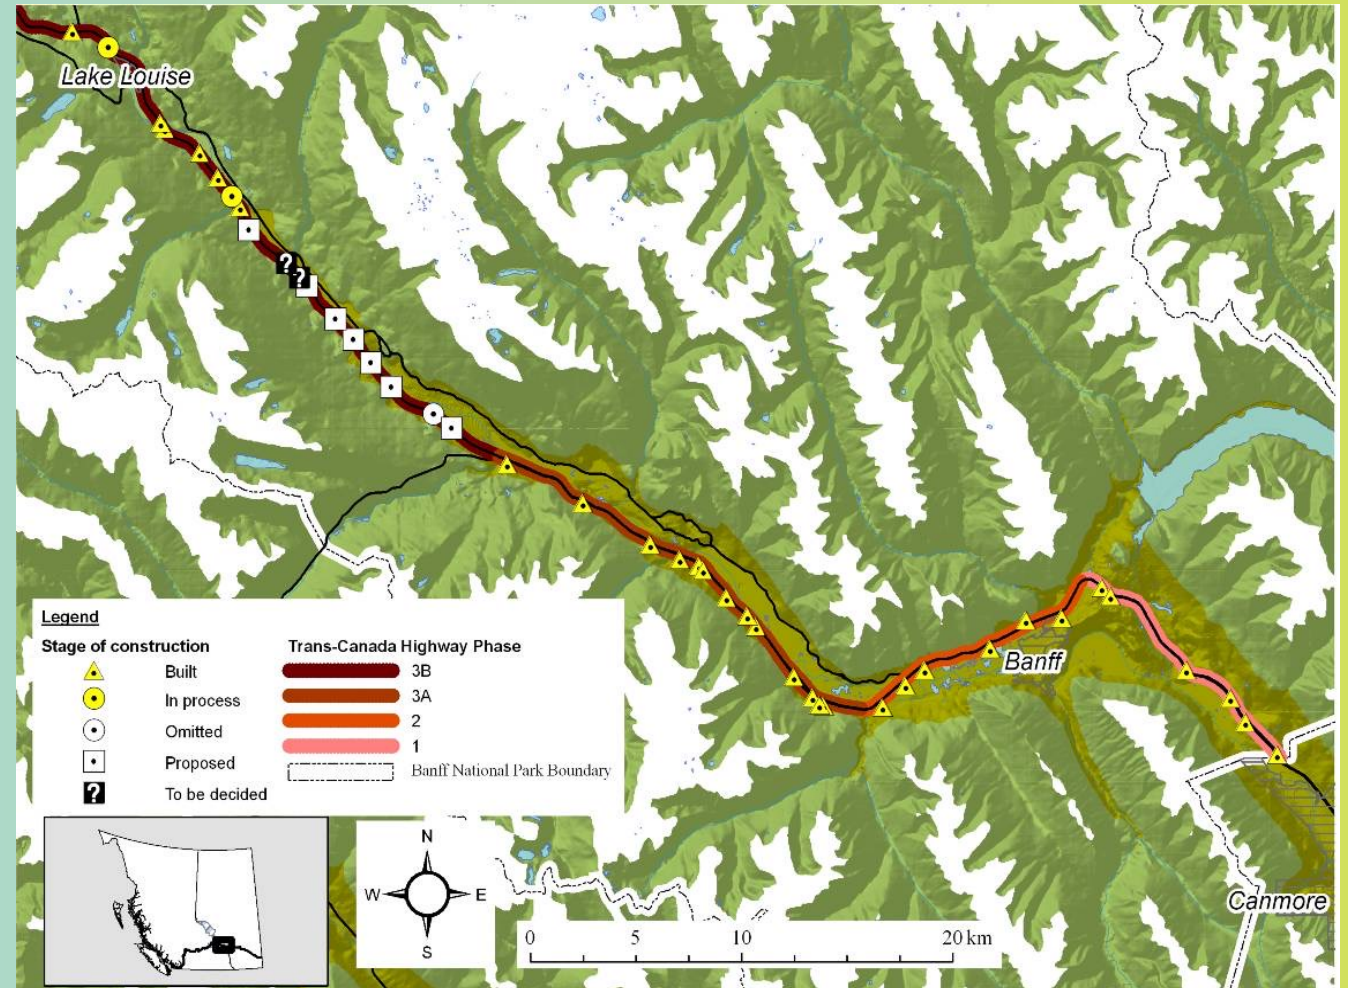 Lake Louise
?
?
Banff
Canmore
Legend
Stage of construction
Built
In process
Omitted
Proposed
? To be decided
Trans-Canada Highway Phase
3B
3A
2
1
Banff National Park Boundary
N
W E
S
0 5 10 20 km